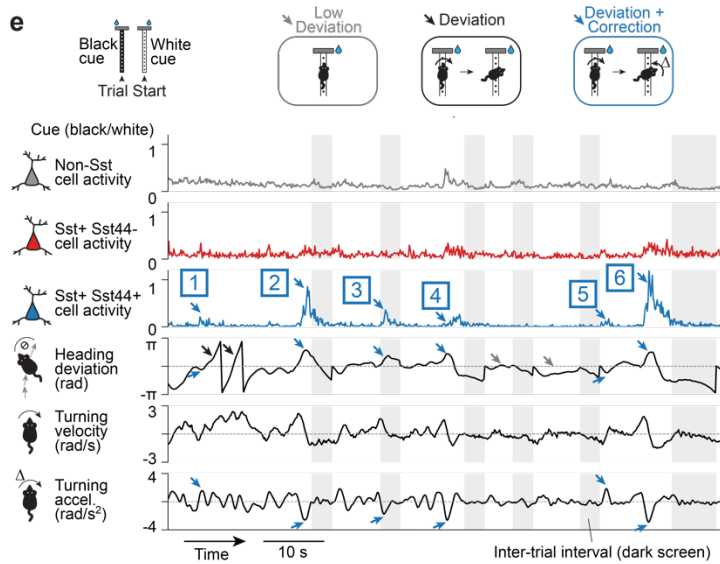 e
Black
cue
White
cue
Trial Start
Low
Deviation
Deviation
Deviation +
Correction
Δ
Cue (black/white)
Non-Sst
cell activity
1
0
Sst+ Sst44-
cell activity
1
0
Sst+ Sst44+
cell activity
1
0
1
2
3
4
5
6
Heading
deviation
(rad)
π
-π
Turning
velocity
(rad/s)
3
-3
Δ
Turning
accel.
(rad/s²)
4
-4
Time
10 s
Inter-trial interval (dark screen)